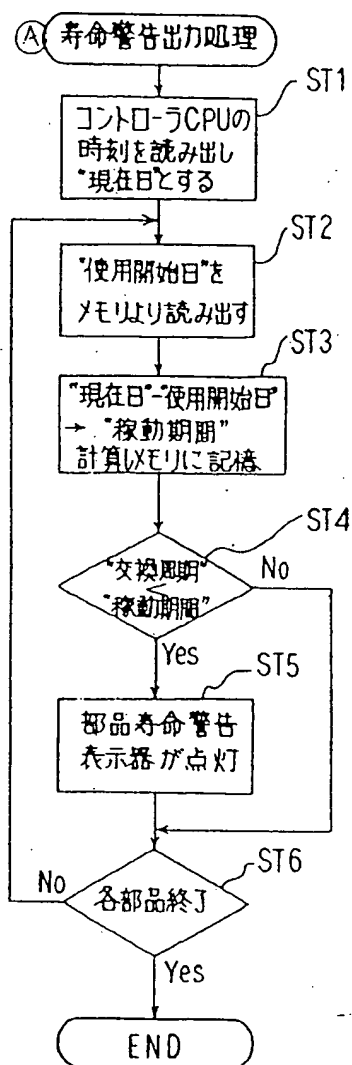 Ⓐ 寿命警告出力処理
ST1
コントローラCPUの
時刻を読み出し
"現在日"とする
ST2
"使用開始日"を
メモリより読み出す
ST3
"現在日"-"使用開始日"
→ "稼動期間"
計算しメモリに記憶
ST4
"交換周期"
<
"稼動期間"
No
Yes
ST5
部品寿命警告
表示器が点灯
ST6
No
各部品終了
Yes
END